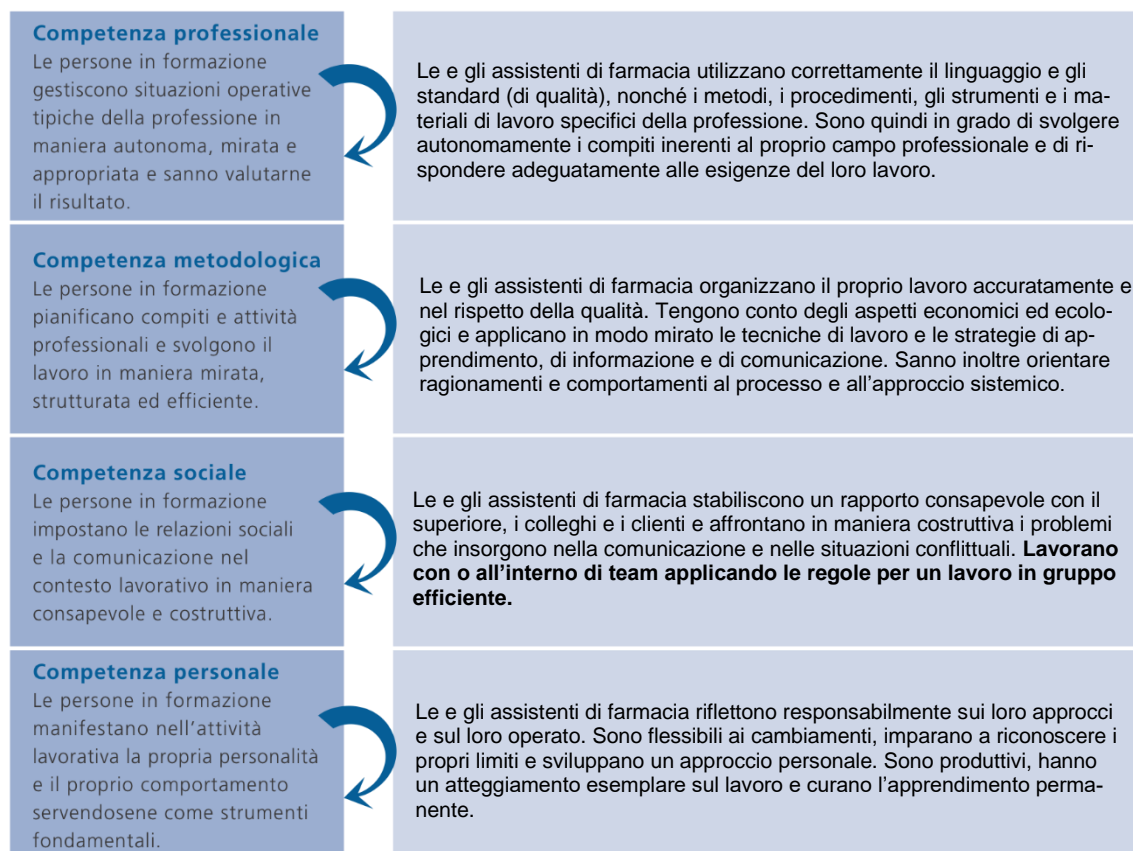 Competenza professionale
Le persone in formazione
gestiscono situazioni operative
tipiche della professione in
maniera autonoma, mirata e
appropriata e sanno valutarne
il risultato.
Le e gli assistenti di farmacia utilizzano correttamente il linguaggio e gli
standard (di qualità), nonché i metodi, i procedimenti, gli strumenti e i ma-
teriali di lavoro specifici della professione. Sono quindi in grado di svolgere
autonomamente i compiti inerenti al proprio campo professionale e di ri-
spondere adeguatamente alle esigenze del loro lavoro.
Competenza metodologica
Le persone in formazione
pianificano compiti e attività
professionali e svolgono il
lavoro in maniera mirata,
strutturata ed efficiente.
Le e gli assistenti di farmacia organizzano il proprio lavoro accuratamente e
nel rispetto della qualità. Tengono conto degli aspetti economici ed ecolo-
gici e applicano in modo mirato le tecniche di lavoro e le strategie di ap-
prendimento, di informazione e di comunicazione. Sanno inoltre orientare
ragionamenti e comportamenti al processo e all'approccio sistemico.
Competenza sociale
Le persone in formazione
impostano le relazioni sociali
e la comunicazione nel
contesto lavorativo in maniera
consapevole e costruttiva.
Le e gli assistenti di farmacia stabiliscono un rapporto consapevole con il
superiore, i colleghi e i clienti e affrontano in maniera costruttiva i problemi
che insorgono nella comunicazione e nelle situazioni conflittuali. Lavorano
con o all'interno di team applicando le regole per un lavoro in gruppo
efficiente.
Competenza personale
Le persone in formazione
manifestano nell'attività
lavorativa la propria personalità
e il proprio comportamento
servendosene come strumenti
fondamentali.
Le e gli assistenti di farmacia riflettono responsabilmente sui loro approcci
e sul loro operato. Sono flessibili ai cambiamenti, imparano a riconoscere i
propri limiti e sviluppano un approccio personale. Sono produttivi, hanno
un atteggiamento esemplare sul lavoro e curano l'apprendimento perma-
nente.